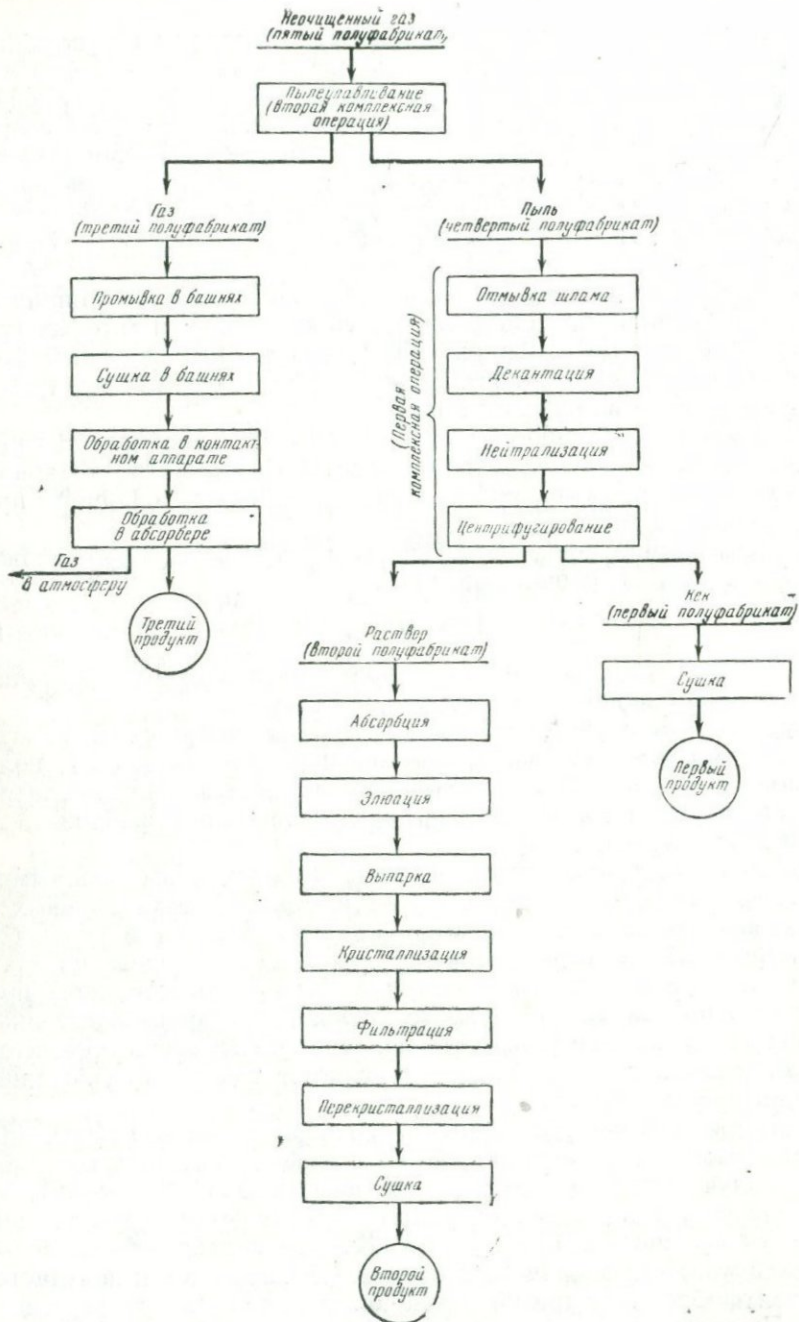 Неочищенный газ
(пятый полуфабрикат)
Пылеулавливание
(вторая комплексная
операция)
Газ
(третий полуфабрикат)
Промывка в башнях
Сушка в башнях
Обработка в контакт-
ном аппарате
Обработка
в абсорбере
Газ
в атмосферу
Третий
продукт
Пыль
(четвертый полуфабрикат)
(Первая
комплексная операция)
Отмывка шлама
Декантация
Нейтрализация
Центрифугирование
Кек
(первый полуфабрикат)
Сушка
Первый
продукт
Раствор
(второй полуфабрикат)
Абсорбция
Элюация
Выпарка
Кристаллизация
Фильтрация
Перекристаллизация
Сушка
Второй
продукт